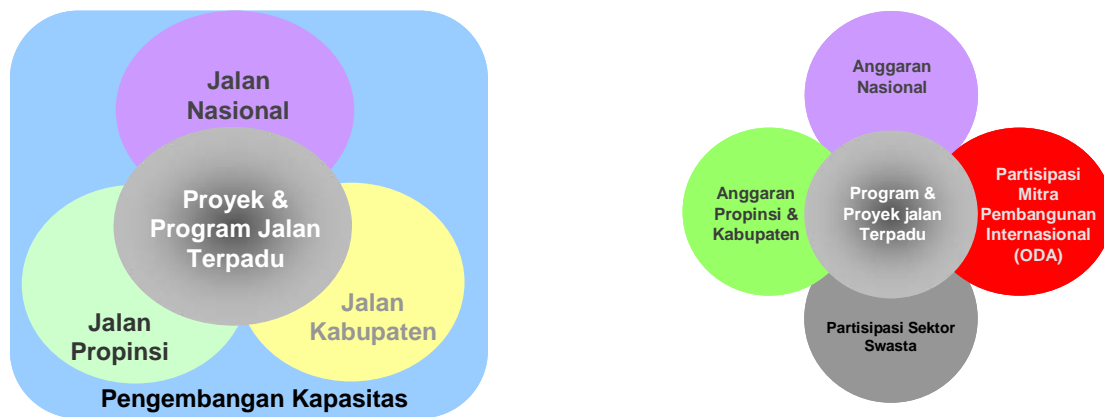 Jalan
Nasional
Proyek &
Program Jalan
Terpadu
Jalan
Propinsi
Jalan
Kabupaten
Pengembangan Kapasitas
Anggaran
Nasional
Anggaran
Propinsi &
Kabupaten
Program &
Proyek jalan
Terpadu
Partisipasi
Mitra
Pembangunan
Internasional
(ODA)
Partisipasi Sektor
Swasta